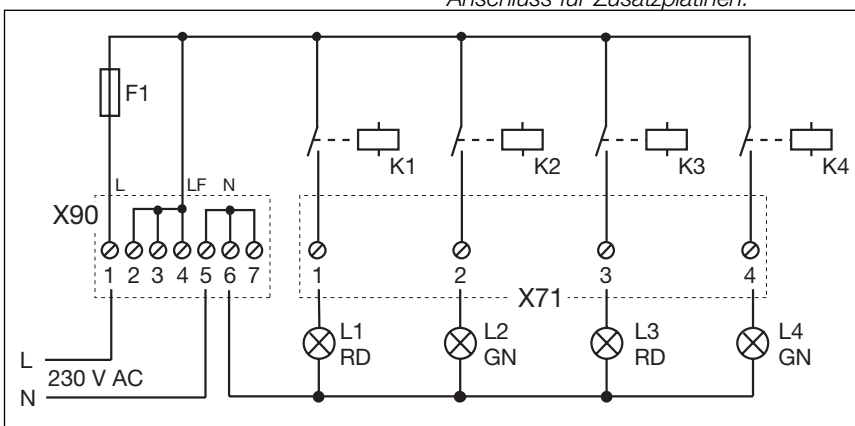 Anschluss für Zusatzplatinen.
F1
K1 K2 K3 K4
L LF N
X90
1 2 3 4 5 6 7 1 2 3 4
X71
L1 L2 L3 L4
RD GN RD GN
L
230 V AC
N